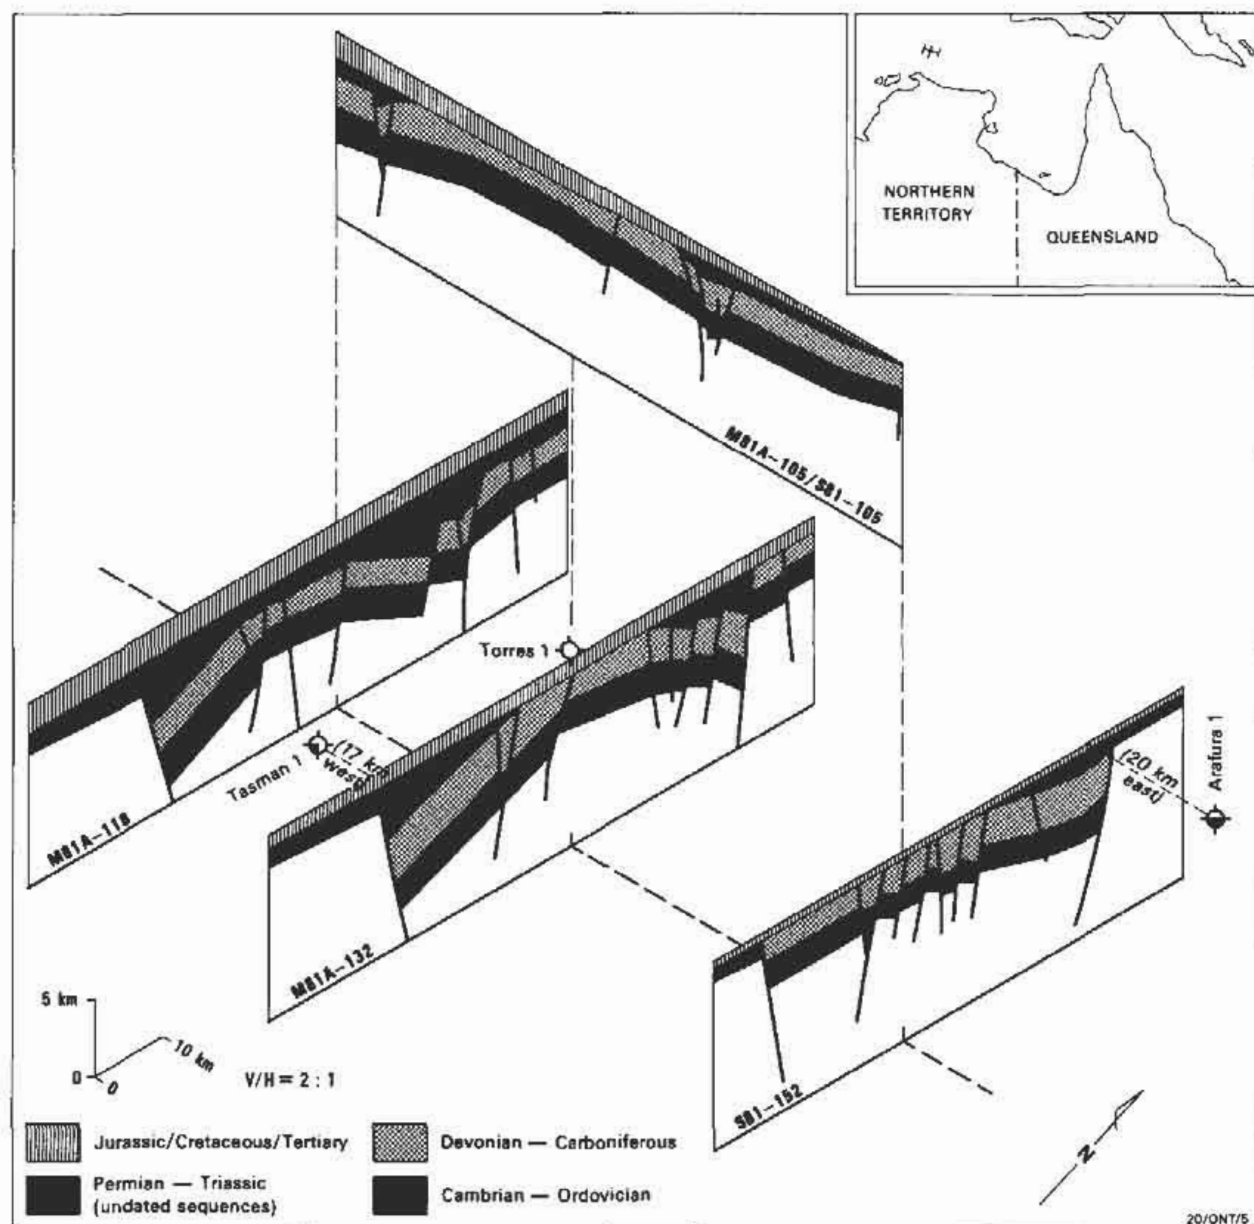 NORTHERN
TERRITORY
QUEENSLAND
M81A-105/S81-105
Torres 1
Tasman 1
(17 km
west)
M81A-118
Arafura 1
(20 km
east)
M81A-132
S81-152
5 km
0
0
10 km
V/H = 2 : 1
N
Jurassic/Cretaceous/Tertiary
Devonian — Carboniferous
Permian — Triassic
(undated sequences)
Cambrian — Ordovician
20/ONT/5